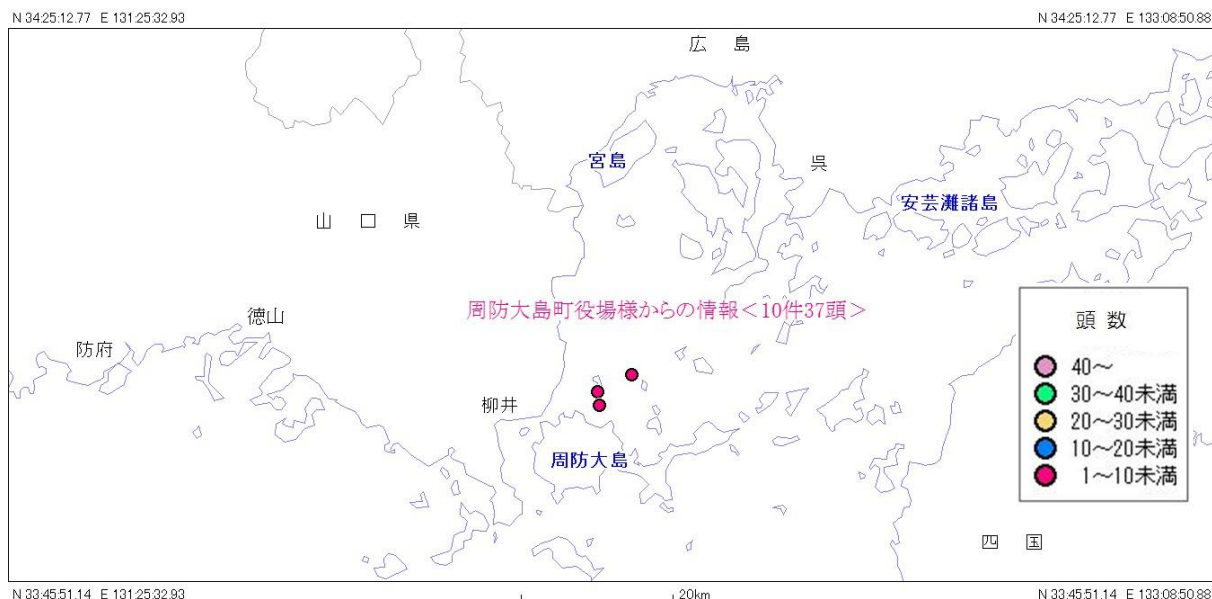 N 34:25:12.77 E 131:25:32.93
N 34:25:12.77 E 133:08:50.88
広 島
宮島
呉
安芸灘諸島
山 口 県
周防大島町役場様からの情報＜10件37頭＞
徳山
防府
柳井
周防大島
頭 数
40～
30～40未満
20～30未満
10～20未満
1～10未満
四 国
N 33:45:51.14 E 131:25:32.93
20km
N 33:45:51.14 E 133:08:50.88